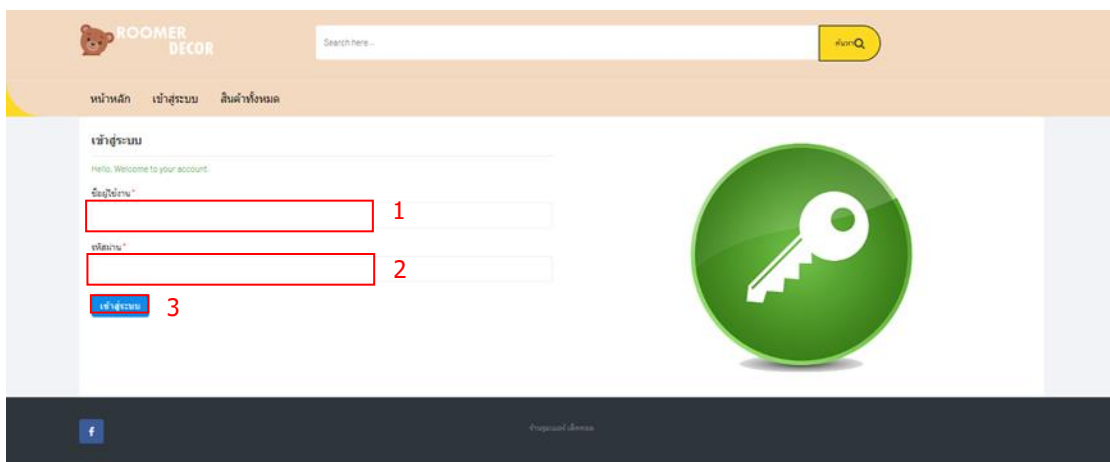 ROOMER
DECOR
Search here ...
ค้นหา
หน้าหลัก เข้าสู่ระบบ สินค้าทั้งหมด
เข้าสู่ระบบ
Hello, Welcome to your account.
ชื่อผู้ใช้งาน *
1
รหัสผ่าน *
2
เข้าสู่ระบบ
3
f